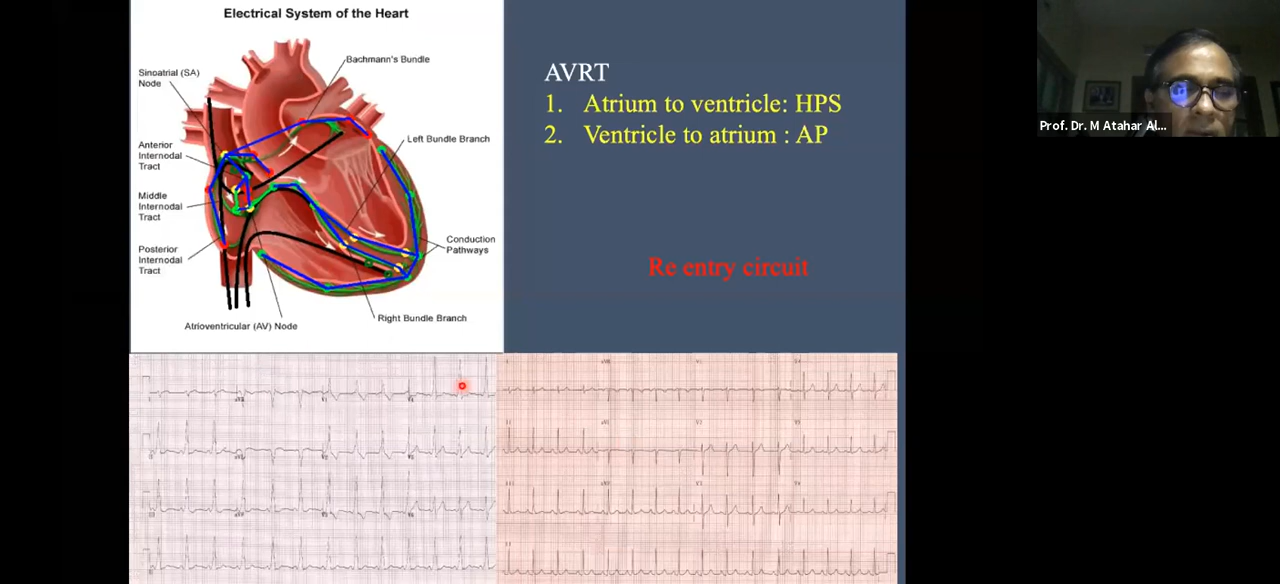 Electrical System of the Heart
Bachmann's Bundle
Sinoatrial (SA)
Node
Left Bundle Branch
Anterior
Internodal
Tract
Middle
Internodal
Tract
Conduction
Pathways
Posterior
Internodal
Tract
Right Bundle Branch
Atrioventricular (AV) Node
AVRT
1. Atrium to ventricle: HPS
2. Ventricle to atrium : AP
Re entry circuit
Prof. Dr. M Atahar Al...